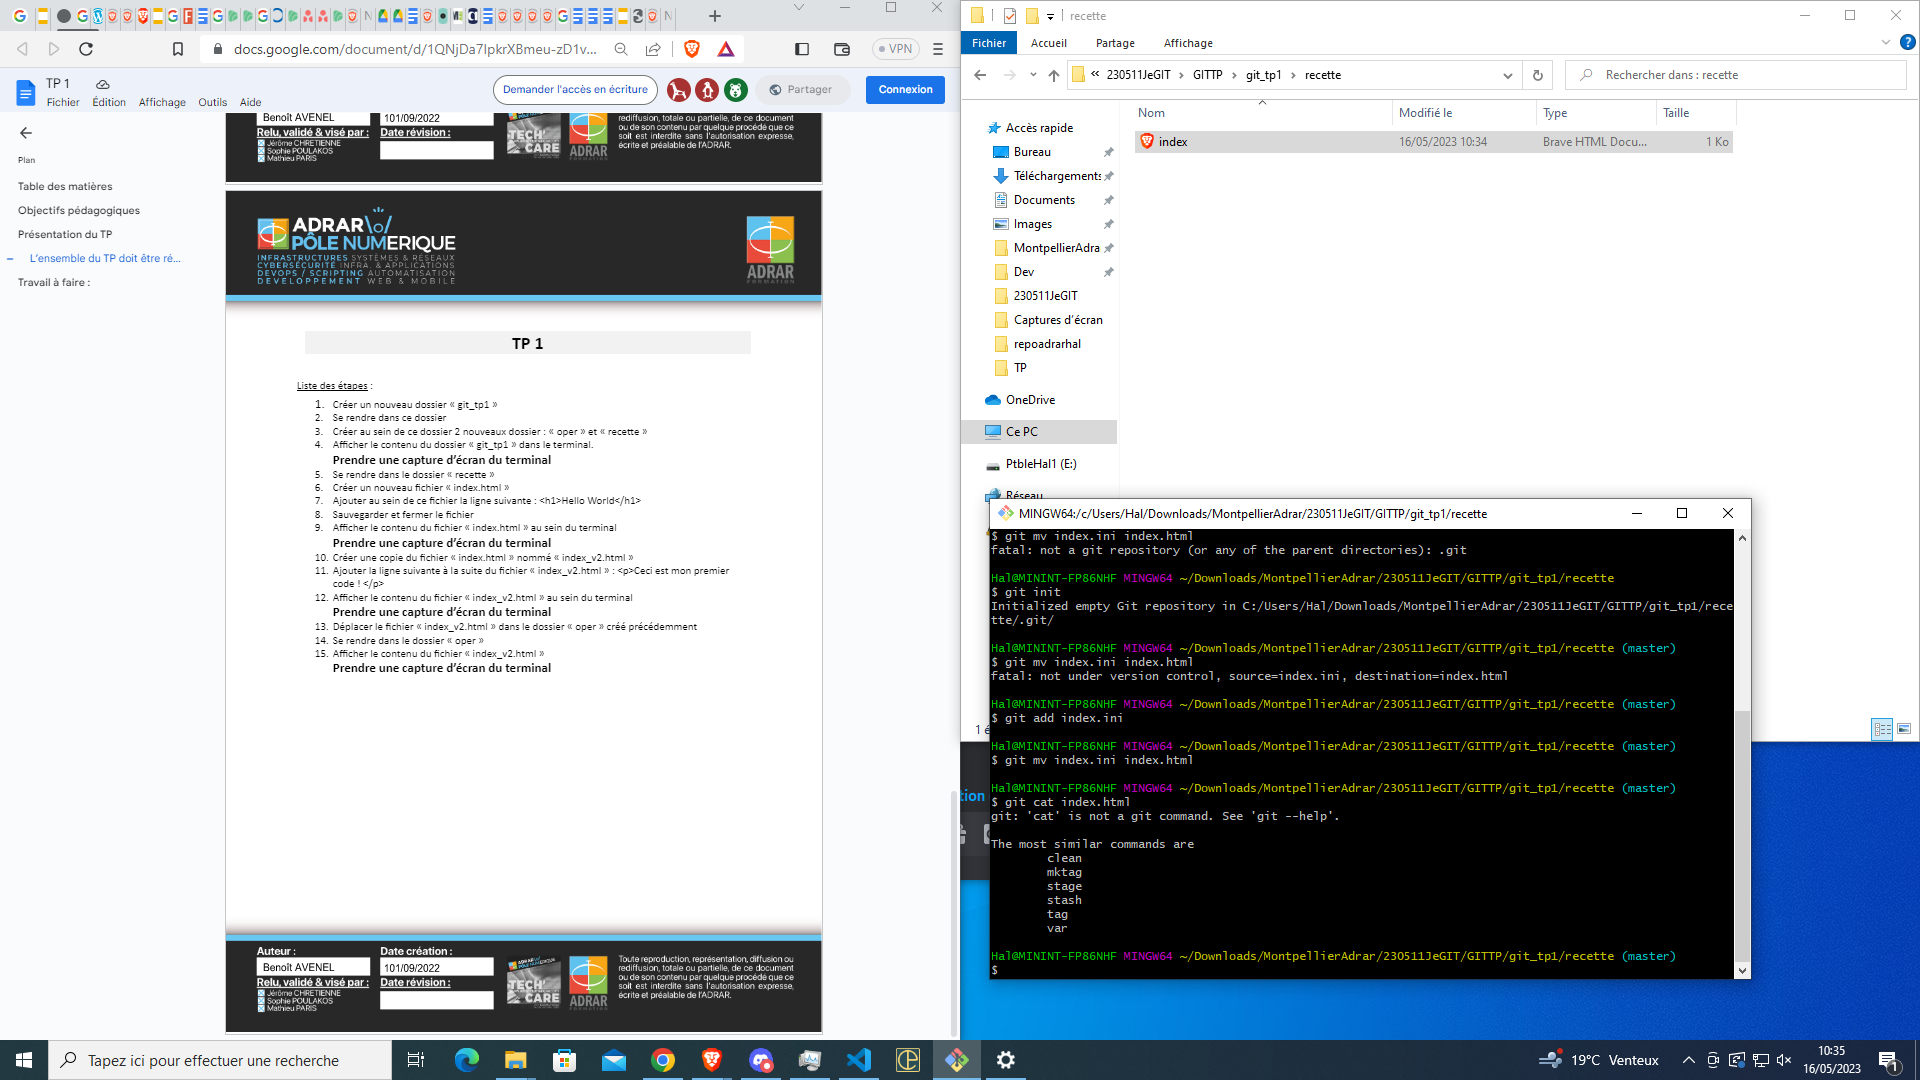 docs.google.com/document/d/1QNjDa7IpkrXBmeu-zD1v...
VPN
TP 1
Fichier Édition Affichage Outils Aide
Demander l'accès en écriture
Partager
Connexion
Plan
Table des matières
Objectifs pédagogiques
Présentation du TP
L'ensemble du TP doit être ré...
Travail à faire :
Benoît AVENEL
101/09/2022
Relu, validé & visé par :
Date révision :
Jérôme CHRETIENNE
Sophie POULAKOS
Mathieu PARIS
TECH' CARE
ADRAR
rediffusion, totale ou partielle, de ce document
ou de son contenu par quelque procédé que ce
soit est interdite sans l'autorisation expresse,
écrite et préalable de l'ADRAR.
ADRAR\o/
PÔLE NUMERIQUE
INFRASTRUCTURES SYSTÈMES & RÉSEAUX
CYBERSÉCURITÉ INFRA. & APPLICATIONS
DEVOPS / SCRIPTING AUTOMATISATION
DEVELOPPEMENT WEB & MOBILE
ADRAR
TP 1
Liste des étapes :
1. Créer un nouveau dossier « git_tp1 »
2. Se rendre dans ce dossier
3. Créer au sein de ce dossier 2 nouveaux dossier : « oper » et « recette »
4. Afficher le contenu du dossier « git_tp1 » dans le terminal.
Prendre une capture d'écran du terminal
5. Se rendre dans le dossier « recette »
6. Créer un nouveau fichier « index.html »
7. Ajouter au sein de ce fichier la ligne suivante : <h1>Hello World</h1>
8. Sauvegarder et fermer le fichier
9. Afficher le contenu du fichier « index.html » au sein du terminal
Prendre une capture d'écran du terminal
10. Créer une copie du fichier « index.html » nommé « index_v2.html »
11. Ajouter la ligne suivante à la suite du fichier « index_v2.html » : <p>Ceci est mon premier
code ! </p>
12. Afficher le contenu du fichier « index_v2.html » au sein du terminal
Prendre une capture d'écran du terminal
13. Déplacer le fichier « index_v2.html » dans le dossier « oper » créé précédemment
14. Se rendre dans le dossier « oper »
15. Afficher le contenu du fichier « index_v2.html »
Prendre une capture d'écran du terminal
Auteur :
Date création :
Benoît AVENEL
101/09/2022
Relu, validé & visé par :
Date révision :
Jérôme CHRETIENNE
Sophie POULAKOS
Mathieu PARIS
TECH' CARE
ADRAR
Toute reproduction, représentation, diffusion ou
rediffusion, totale ou partielle, de ce document
ou de son contenu par quelque procédé que ce
soit est interdite sans l'autorisation expresse,
écrite et préalable de l'ADRAR.
recette
Fichier Accueil Partage Affichage
« 230511JeGIT > GITTP > git_tp1 > recette
Rechercher dans : recette
Nom Modifié le Type Taille
index 16/05/2023 10:34 Brave HTML Docu... 1 Ko
Accès rapide
Bureau
Téléchargements
Documents
Images
MontpellierAdra
Dev
230511JeGIT
Captures d'écran
repoadrarhal
TP
OneDrive
Ce PC
PtbleHal1 (E:)
Réseau
1 é
tion
MINGW64:/c/Users/Hal/Downloads/MontpellierAdrar/230511JeGIT/GITTP/git_tp1/recette
$ git mv index.ini index.html
fatal: not a git repository (or any of the parent directories): .git
Hal@MININT-FP86NHF MINGW64 ~/Downloads/MontpellierAdrar/230511JeGIT/GITTP/git_tp1/recette
$ git init
Initialized empty Git repository in C:/Users/Hal/Downloads/MontpellierAdrar/230511JeGIT/GITTP/git_tp1/rece
tte/.git/
Hal@MININT-FP86NHF MINGW64 ~/Downloads/MontpellierAdrar/230511JeGIT/GITTP/git_tp1/recette (master)
$ git mv index.ini index.html
fatal: not under version control, source=index.ini, destination=index.html
Hal@MININT-FP86NHF MINGW64 ~/Downloads/MontpellierAdrar/230511JeGIT/GITTP/git_tp1/recette (master)
$ git add index.ini
Hal@MININT-FP86NHF MINGW64 ~/Downloads/MontpellierAdrar/230511JeGIT/GITTP/git_tp1/recette (master)
$ git mv index.ini index.html
Hal@MININT-FP86NHF MINGW64 ~/Downloads/MontpellierAdrar/230511JeGIT/GITTP/git_tp1/recette (master)
$ git cat index.html
git: 'cat' is not a git command. See 'git --help'.
The most similar commands are
clean
mktag
stage
stash
tag
var
Hal@MININT-FP86NHF MINGW64 ~/Downloads/MontpellierAdrar/230511JeGIT/GITTP/git_tp1/recette (master)
$
Tapez ici pour effectuer une recherche
19°C Venteux
10:35
16/05/2023
1